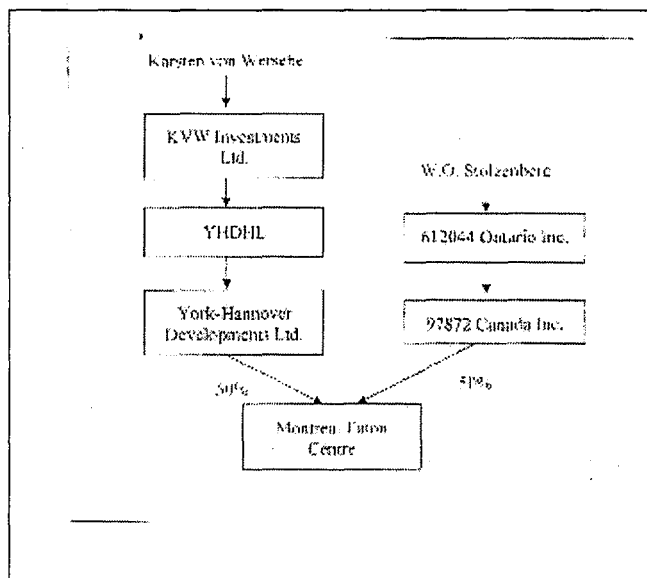 Karsten von Wersebe
KVW Investments
Ltd.
YHDHL
York-Hannover
Developments Ltd.
W.O. Stolzenberg
612044 Ontario Inc.
97872 Canada Inc.
50%
Montreal Eaton
Centre